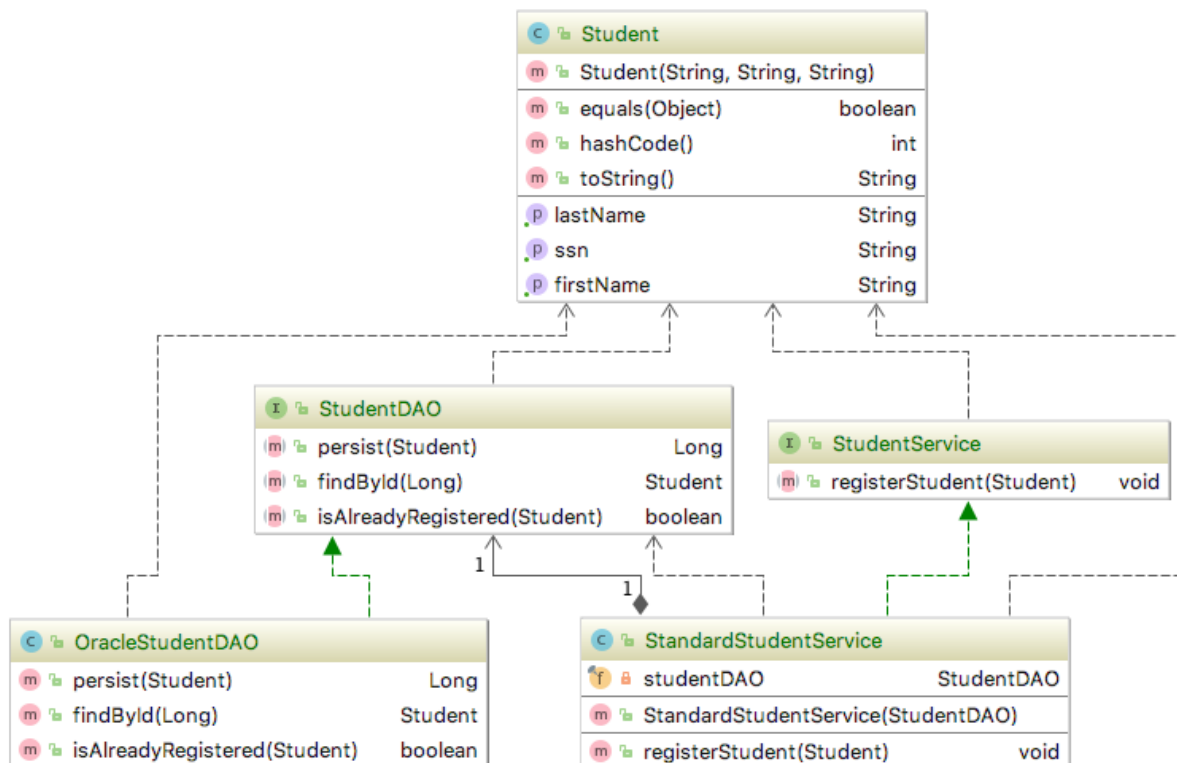 C Student
m Student(String, String, String)
m equals(Object) boolean
m hashCode() int
m toString() String
p lastName String
p ssn String
p firstName String
I StudentDAO
m persist(Student) Long
m findById(Long) Student
m isAlreadyRegistered(Student) boolean
I StudentService
m registerStudent(Student) void
1
1
C OracleStudentDAO
m persist(Student) Long
m findById(Long) Student
m isAlreadyRegistered(Student) boolean
C StandardStudentService
f studentDAO StudentDAO
m StandardStudentService(StudentDAO)
m registerStudent(Student) void